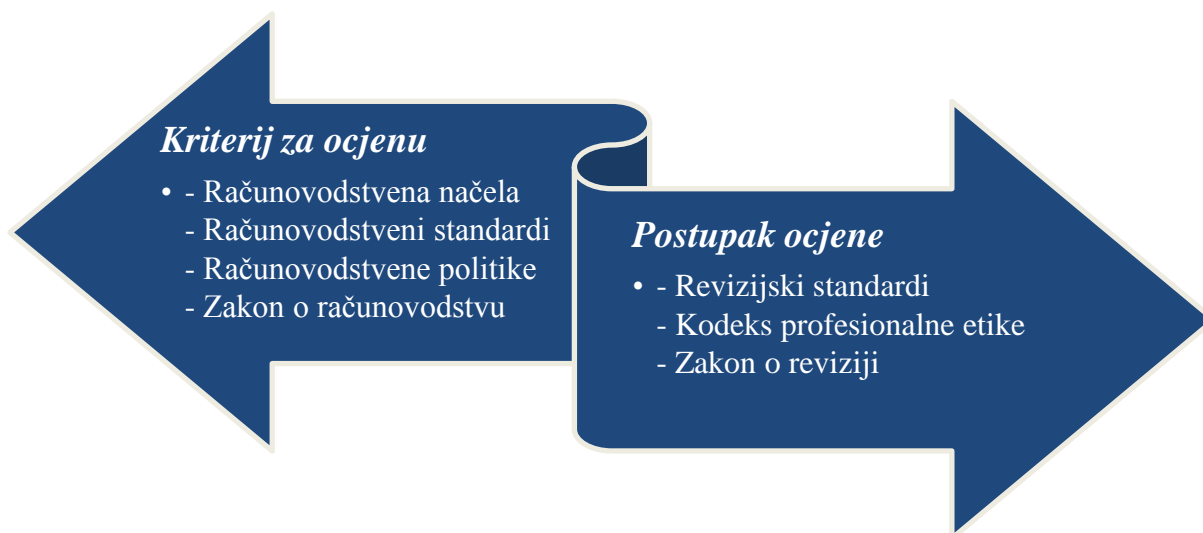 Kriterij za ocjenu
• - Računovodstvena načela
- Računovodstveni standardi
- Računovodstvene politike
- Zakon o računovodstvu
Postupak ocjene
• - Revizijski standardi
- Kodeks profesionalne etike
- Zakon o reviziji